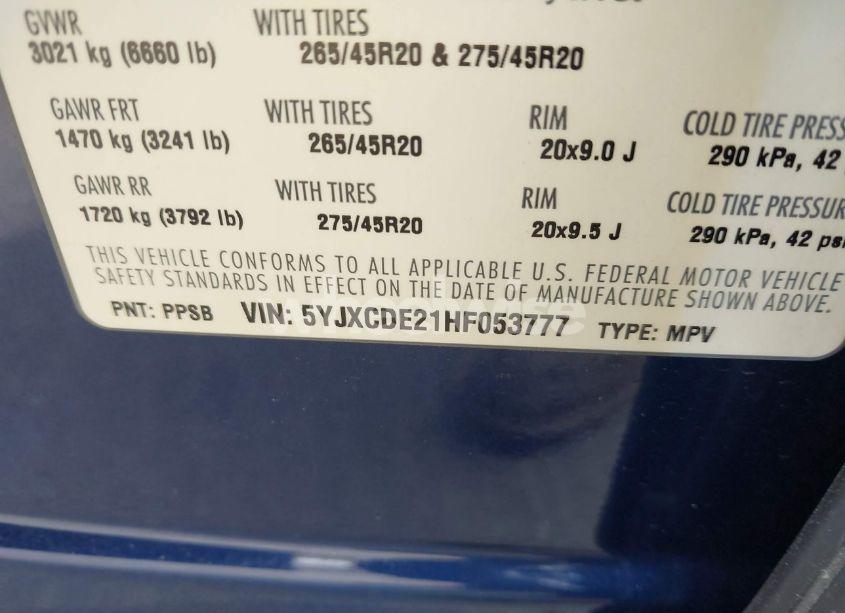 GVWR WITH TIRES
3021 kg (6660 lb) 265/45R20 & 275/45R20
GAWR FRT WITH TIRES RIM COLD TIRE PRESS
1470 kg (3241 lb) 265/45R20 20x9.0 J 290 kPa, 42
GAWR RR WITH TIRES RIM COLD TIRE PRESSUR
1720 kg (3792 lb) 275/45R20 20x9.5 J 290 kPa, 42 psi
THIS VEHICLE CONFORMS TO ALL APPLICABLE U.S. FEDERAL MOTOR VEHICLE
SAFETY STANDARDS IN EFFECT ON THE DATE OF MANUFACTURE SHOWN ABOVE.
PNT: PPSB VIN: 5YJXCDE21HF053777 TYPE: MPV